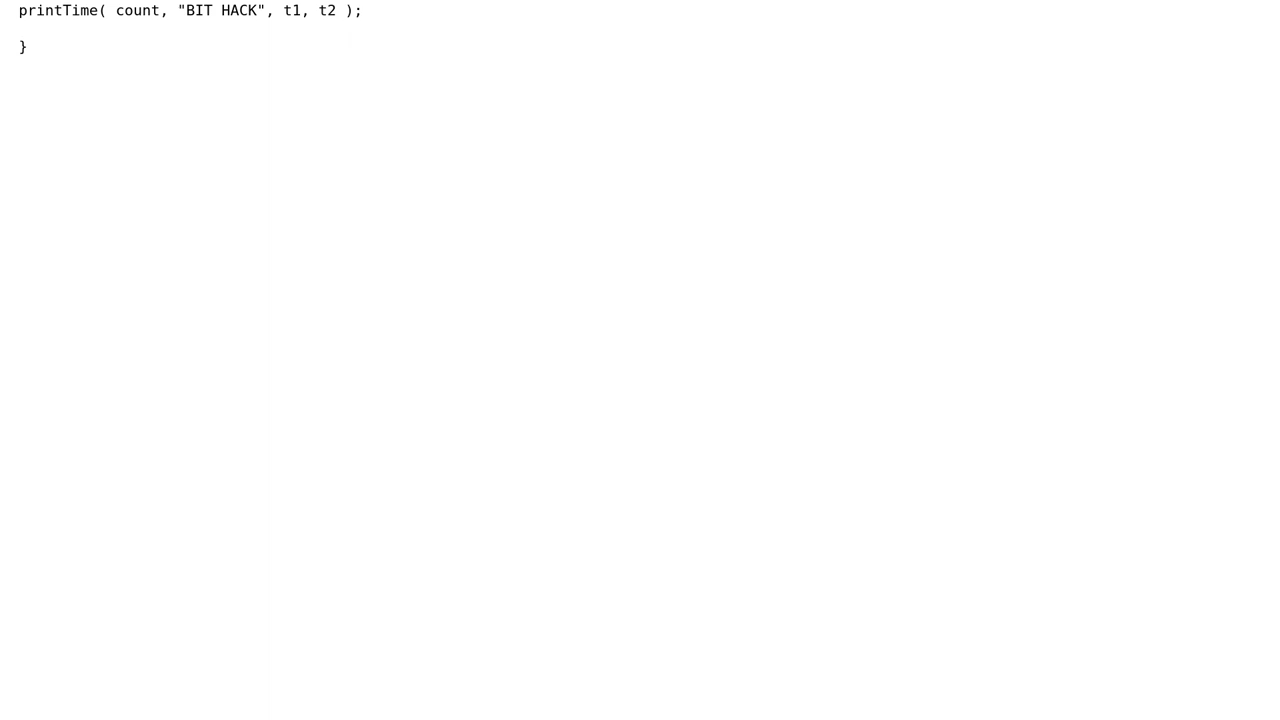 printTime( count, "BIT HACK", t1, t2 );
}